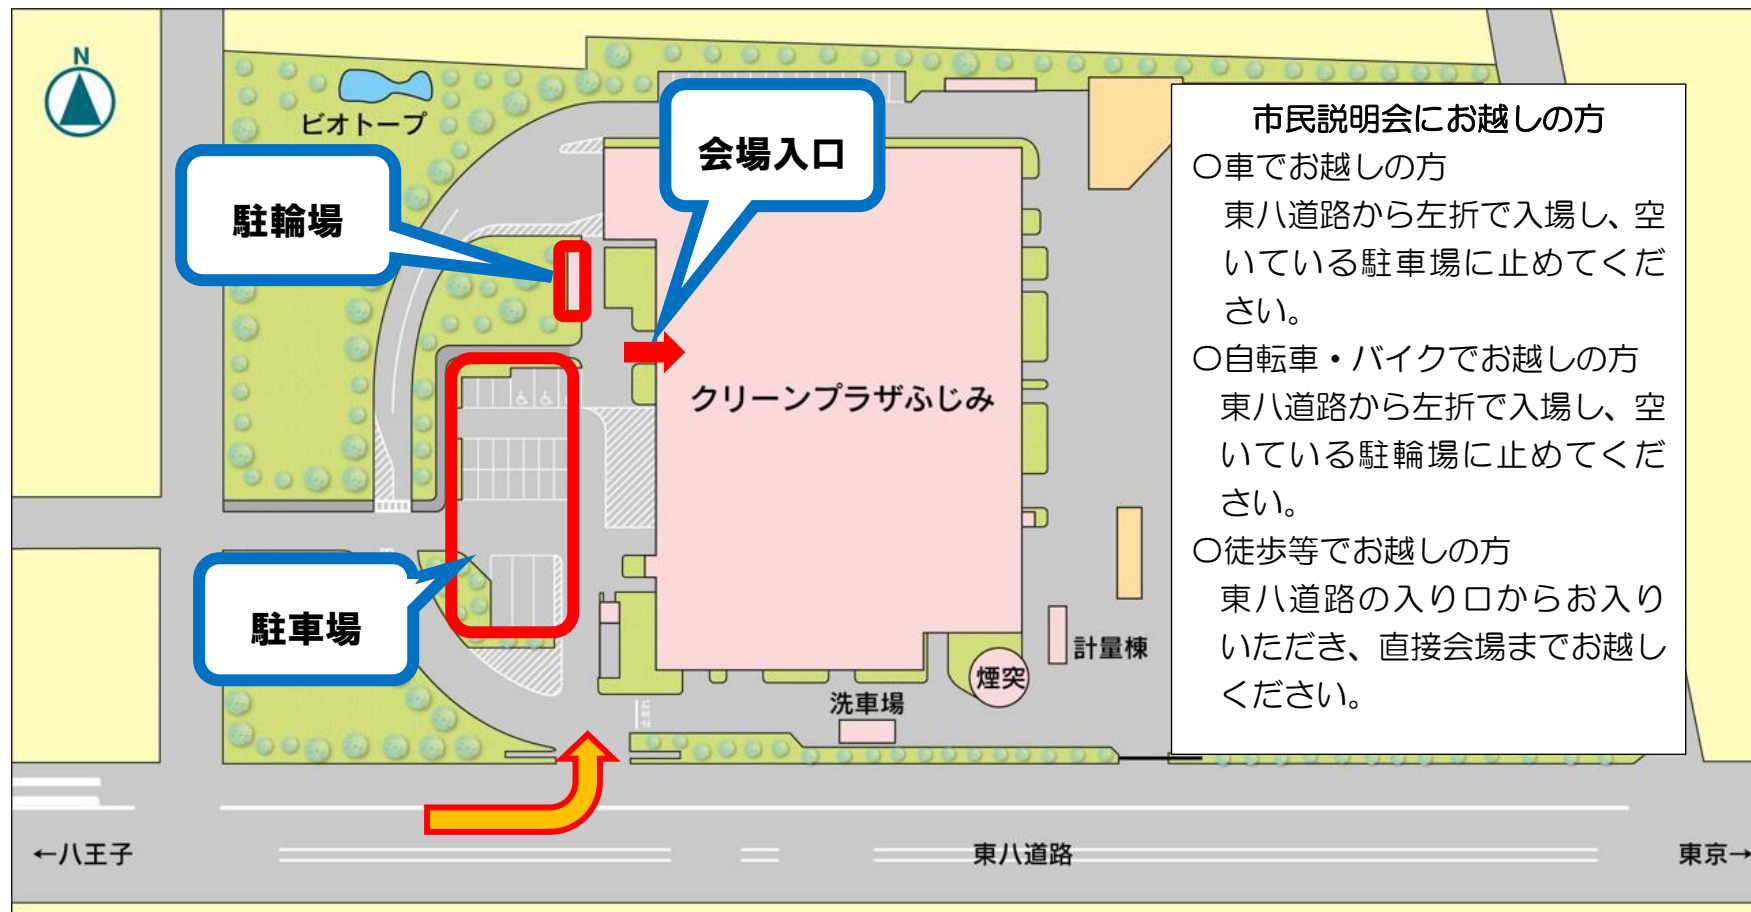 N
ビオトープ
駐輪場
会場入口
クリーンプラザふじみ
駐車場
計量棟
煙突
洗車場
←八王子
東八道路
東京→
市民説明会にお越しの方
〇車でお越しの方
東八道路から左折で入場し、空
いている駐車場に止めてくだ
さい。
〇自転車・バイクでお越しの方
東八道路から左折で入場し、空
いている駐輪場に止めてくだ
さい。
〇徒歩等でお越しの方
東八道路の入り口からお入り
いただき、直接会場までお越し
ください。